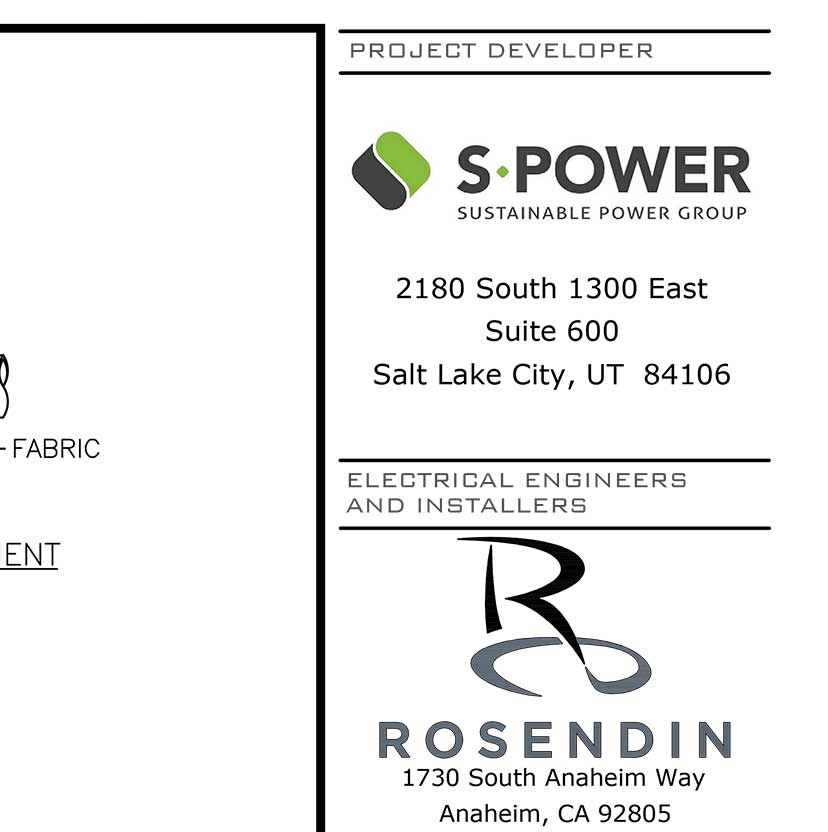 PROJECT DEVELOPER
S·POWER
SUSTAINABLE POWER GROUP
2180 South 1300 East
Suite 600
Salt Lake City, UT 84106
FABRIC
ELECTRICAL ENGINEERS
AND INSTALLERS
ROSENDIN
1730 South Anaheim Way
Anaheim, CA 92805